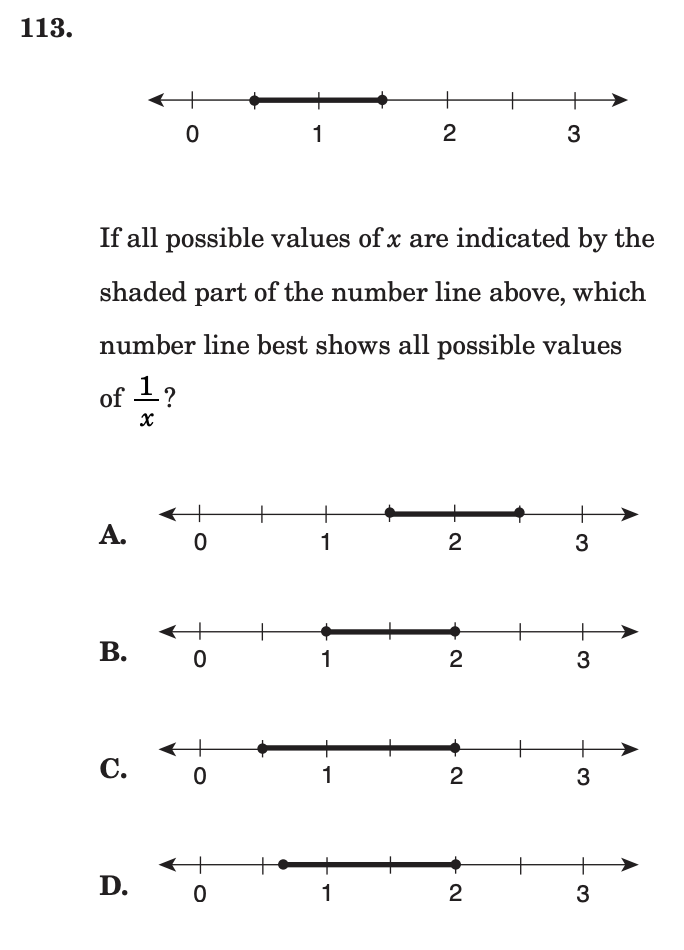 113.
0 1 2 3
If all possible values of x are indicated by the
shaded part of the number line above, which
number line best shows all possible values
of 1/x ?
A. 0 1 2 3
B. 0 1 2 3
C. 0 1 2 3
D. 0 1 2 3